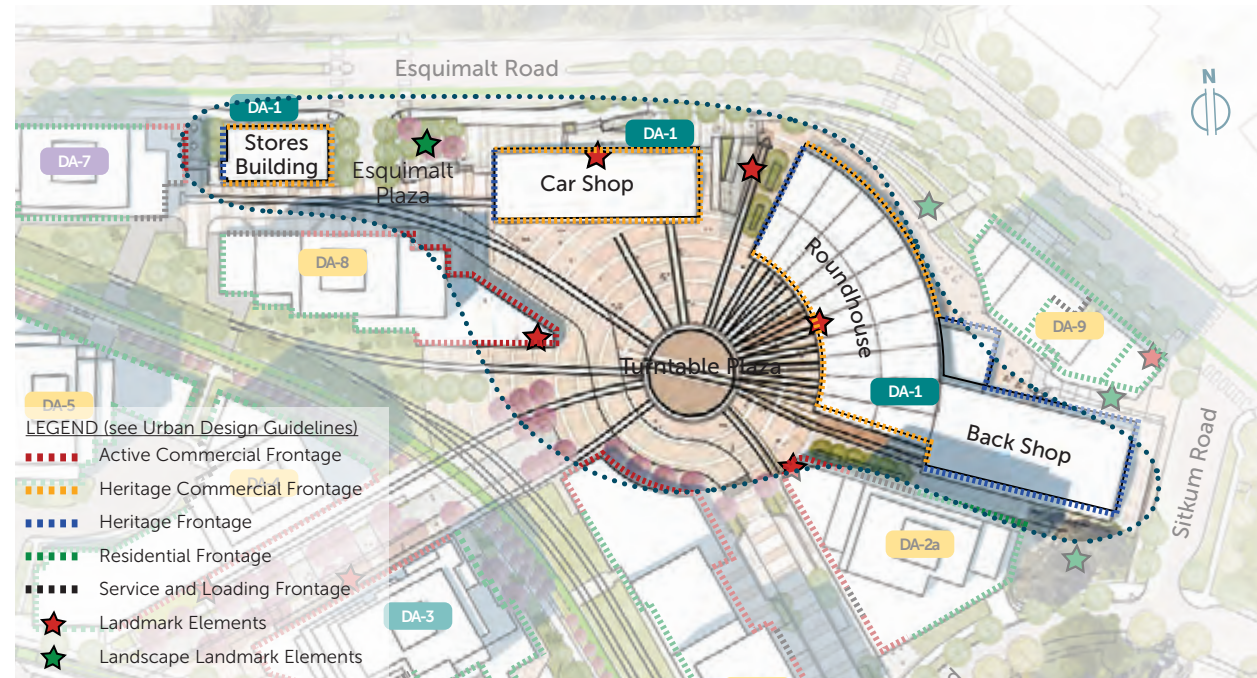 Esquimalt Road
N
DA-1
DA-7
Stores
Building
Esquimalt
Plaza
DA-1
Car Shop
Roundhouse
DA-8
DA-9
Turntable Plaza
DA-1
DA-5
Back Shop
Sitkum Road
LEGEND (see Urban Design Guidelines)
Active Commercial Frontage
Heritage Commercial Frontage
Heritage Frontage
Residential Frontage
Service and Loading Frontage
Landmark Elements
Landscape Landmark Elements
DA-2a
DA-3